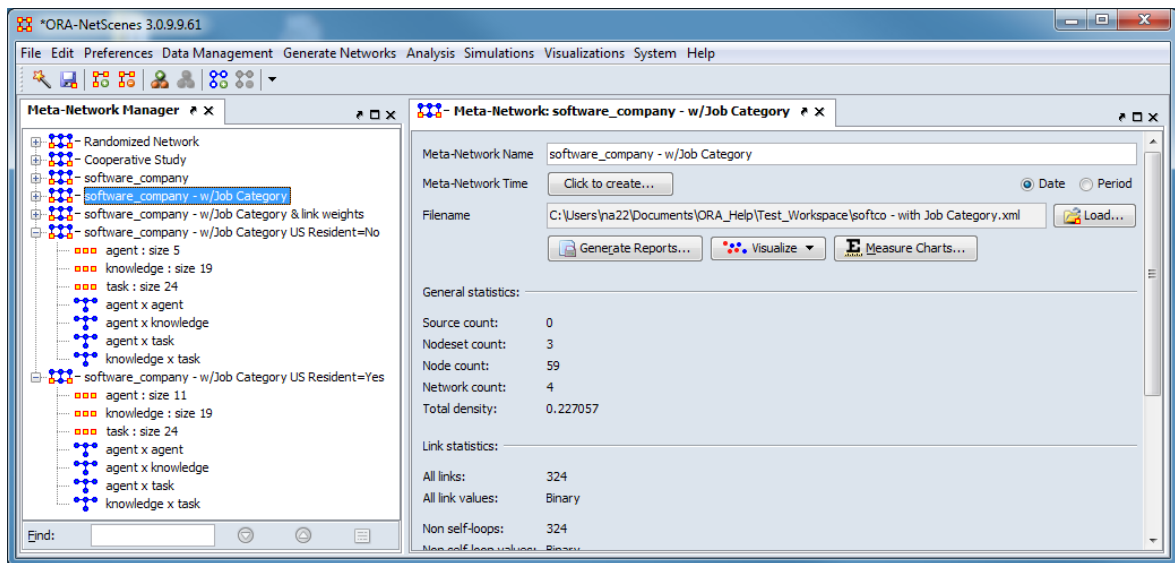 *ORA-NetScenes 3.0.9.9.61
File Edit Preferences Data Management Generate Networks Analysis Simulations Visualizations System Help
Meta-Network Manager
Randomized Network
Cooperative Study
software_company
software_company - w/Job Category
software_company - w/Job Category & link weights
software_company - w/Job Category US Resident=No
agent : size 5
knowledge : size 19
task : size 24
agent x agent
agent x knowledge
agent x task
knowledge x task
software_company - w/Job Category US Resident=Yes
agent : size 11
knowledge : size 19
task : size 24
agent x agent
agent x knowledge
agent x task
knowledge x task
Find:
Meta-Network: software_company - w/Job Category
Meta-Network Name software_company - w/Job Category
Meta-Network Time Click to create... Date Period
Filename C:\Users\na22\Documents\ORA_Help\Test_Workspace\softco - with Job Category.xml Load...
Generate Reports... Visualize Measure Charts...
General statistics:
Source count: 0
Nodeset count: 3
Node count: 59
Network count: 4
Total density: 0.227057
Link statistics:
All links: 324
All link values: Binary
Non self-loops: 324
Non self-loop values: Binary